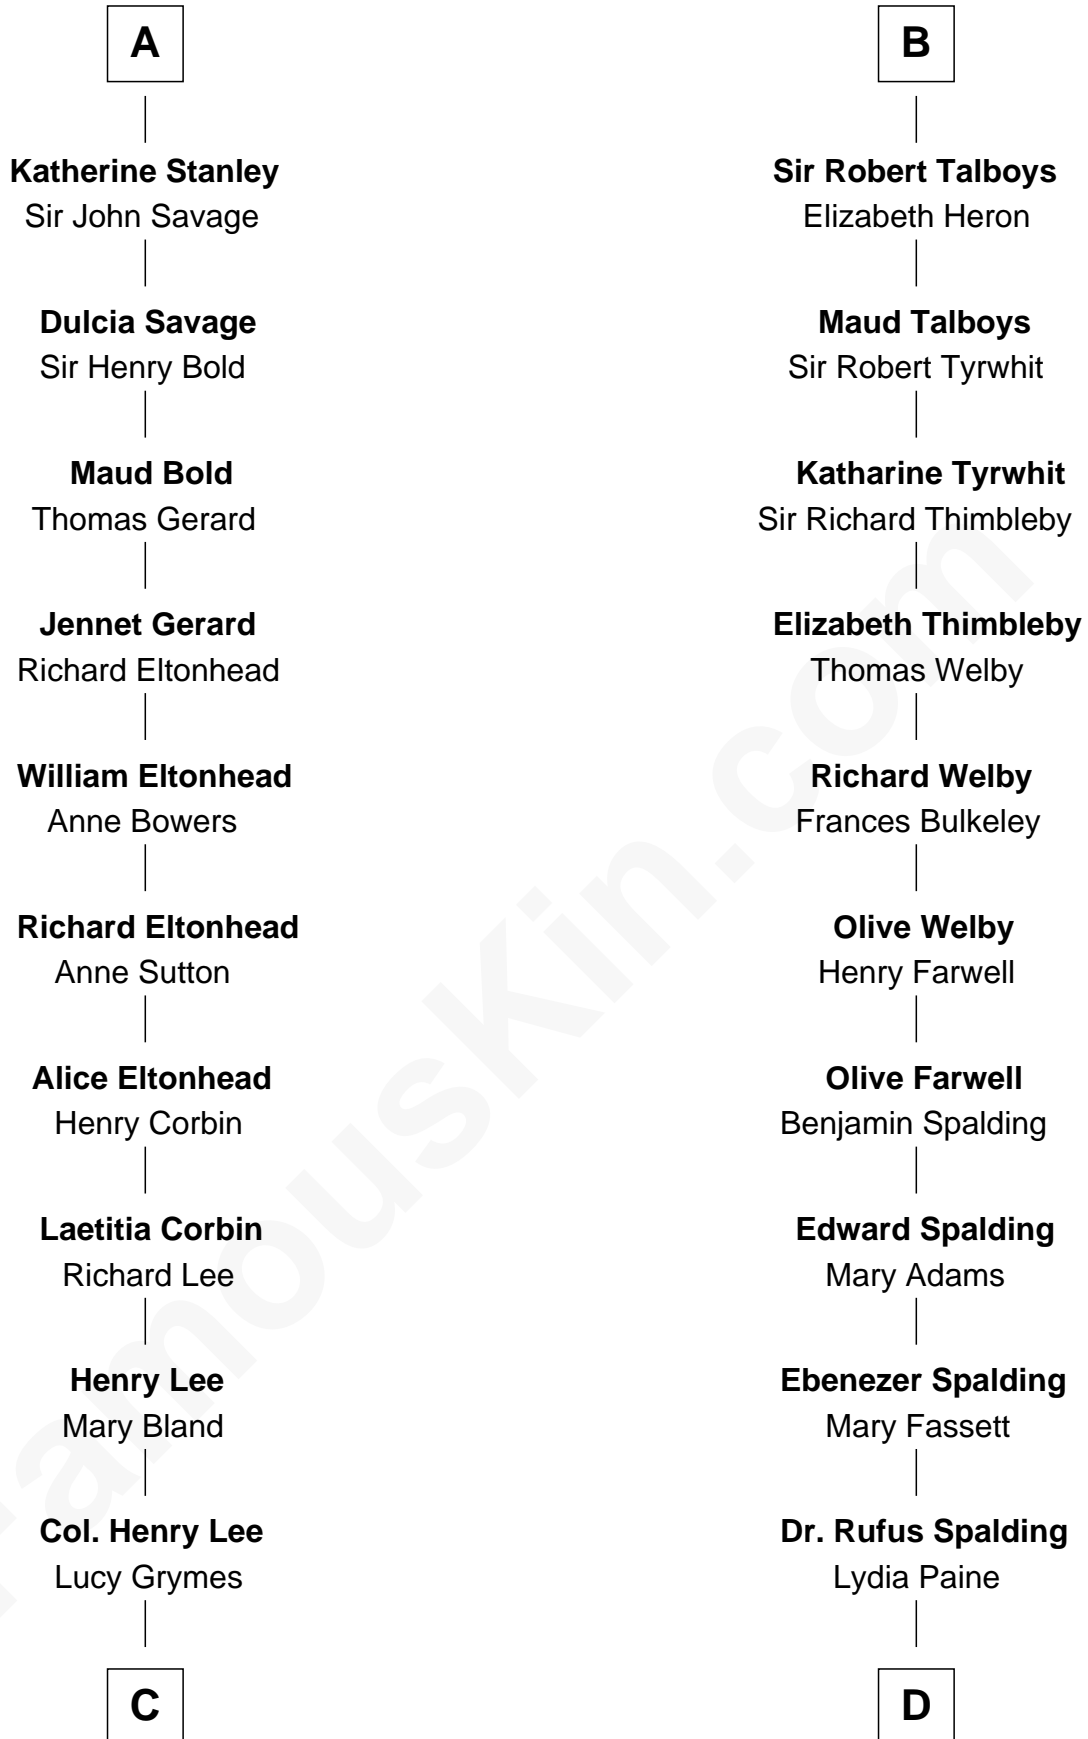 A
Katherine Stanley
Sir John Savage
Dulcia Savage
Sir Henry Bold
Maud Bold
Thomas Gerard
Jennet Gerard
Richard Eltonhead
William Eltonhead
Anne Bowers
Richard Eltonhead
Anne Sutton
Alice Eltonhead
Henry Corbin
Laetitia Corbin
Richard Lee
Henry Lee
Mary Bland
Col. Henry Lee
Lucy Grymes
C
B
Sir Robert Talboys
Elizabeth Heron
Maud Talboys
Sir Robert Tyrwhit
Katharine Tyrwhit
Sir Richard Thimbleby
Elizabeth Thimbleby
Thomas Welby
Richard Welby
Frances Bulkeley
Olive Welby
Henry Farwell
Olive Farwell
Benjamin Spalding
Edward Spalding
Mary Adams
Ebenezer Spalding
Mary Fassett
Dr. Rufus Spalding
Lydia Paine
D
FamousKin.com